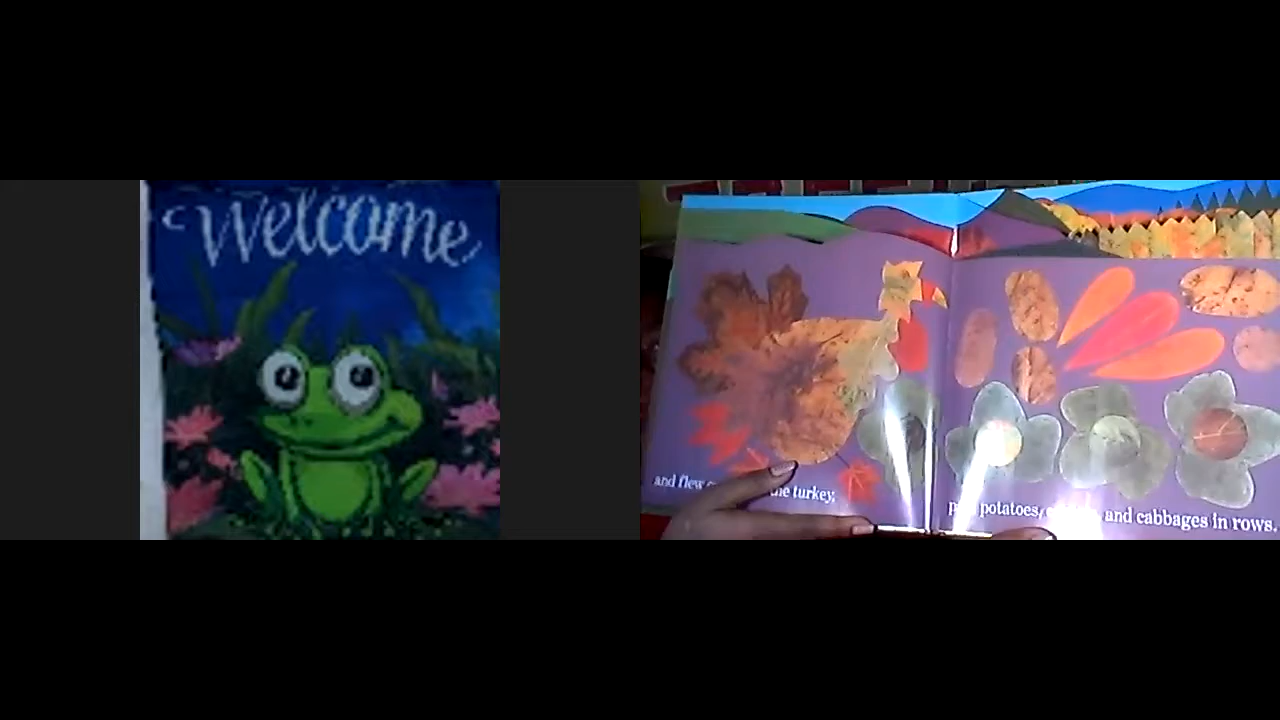 Welcome
and flew the turkey,
potatoes, and cabbages in rows.